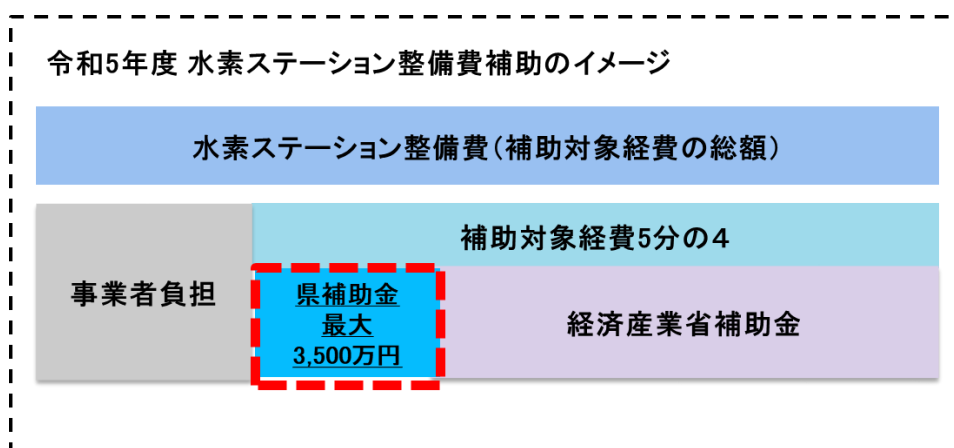 令和5年度 水素ステーション整備費補助のイメージ
水素ステーション整備費（補助対象経費の総額）
補助対象経費5分の４
事業者負担
県補助金
最大
3,500万円
経済産業省補助金